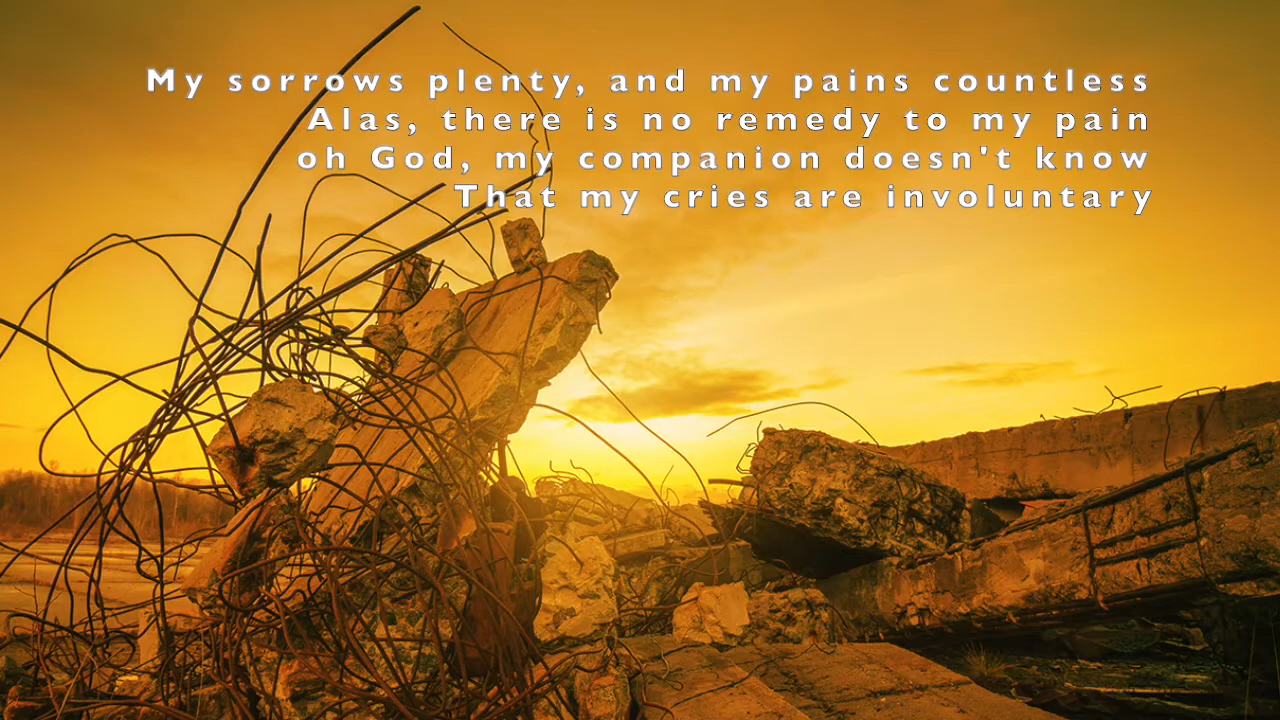 My sorrows plenty, and my pains countless
Alas, there is no remedy to my pain
oh God, my companion doesn't know
That my cries are involuntary